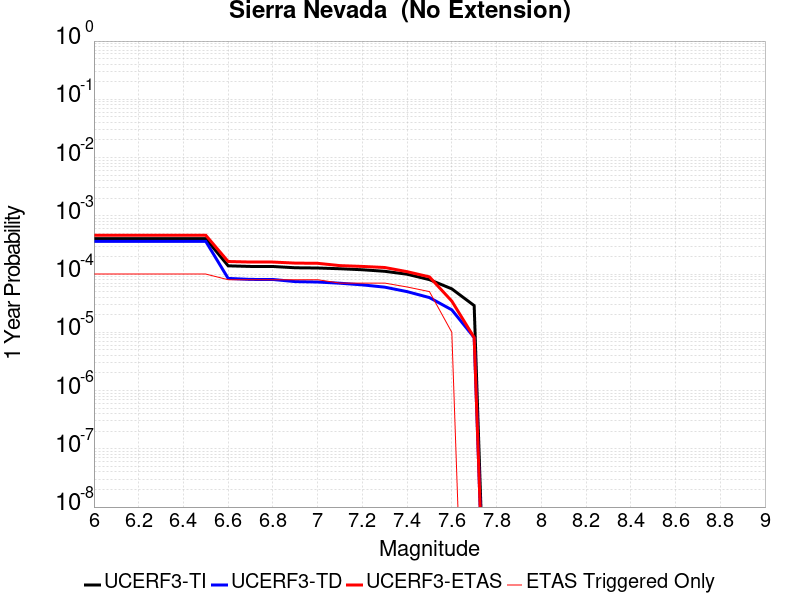 Sierra Nevada  (No Extension)
10^0
10^-1
10^-2
10^-3
10^-4
10^-5
10^-6
10^-7
10^-8
1 Year Probability
6 6.2 6.4 6.6 6.8 7 7.2 7.4 7.6 7.8 8 8.2 8.4 8.6 8.8 9
Magnitude
UCERF3-TI UCERF3-TD UCERF3-ETAS ETAS Triggered Only